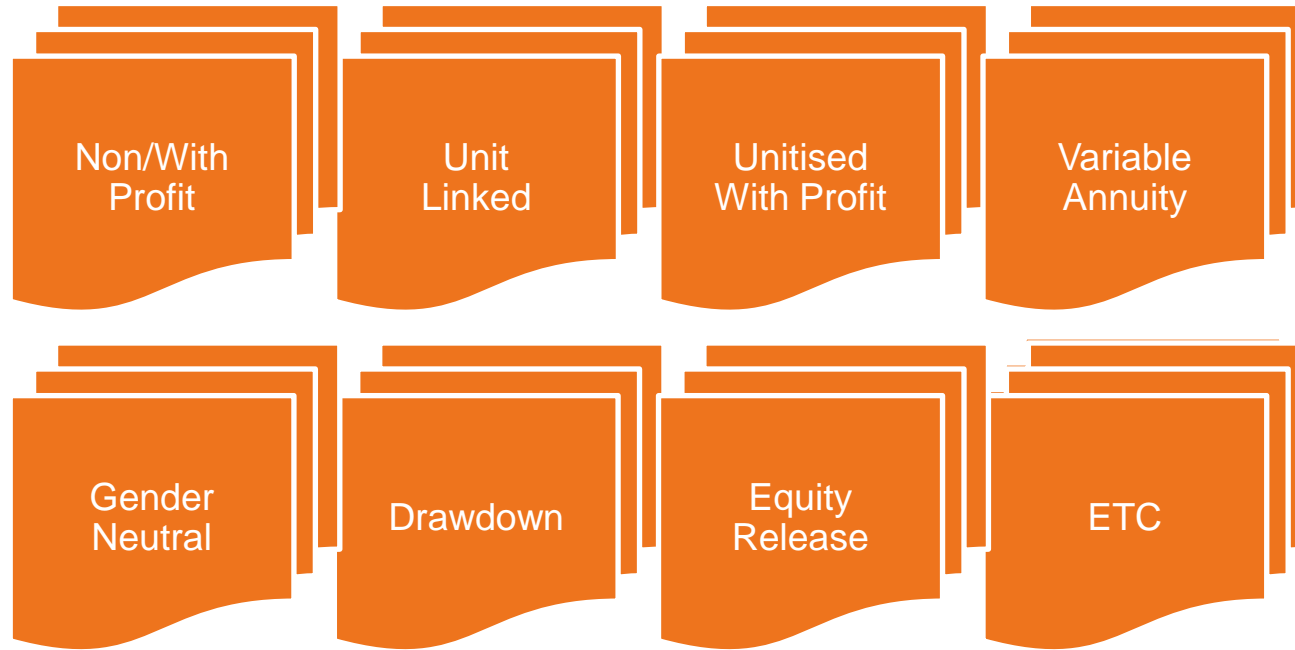 Non/With
Profit
Unit
Linked
Unitised
With Profit
Variable
Annuity
Gender
Neutral
Drawdown
Equity
Release
ETC